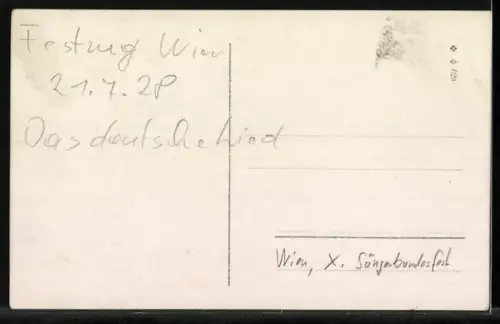 Festzug Wien
21.7.28
Das deutsche Lied
Wien, X. Sängerbundesfest